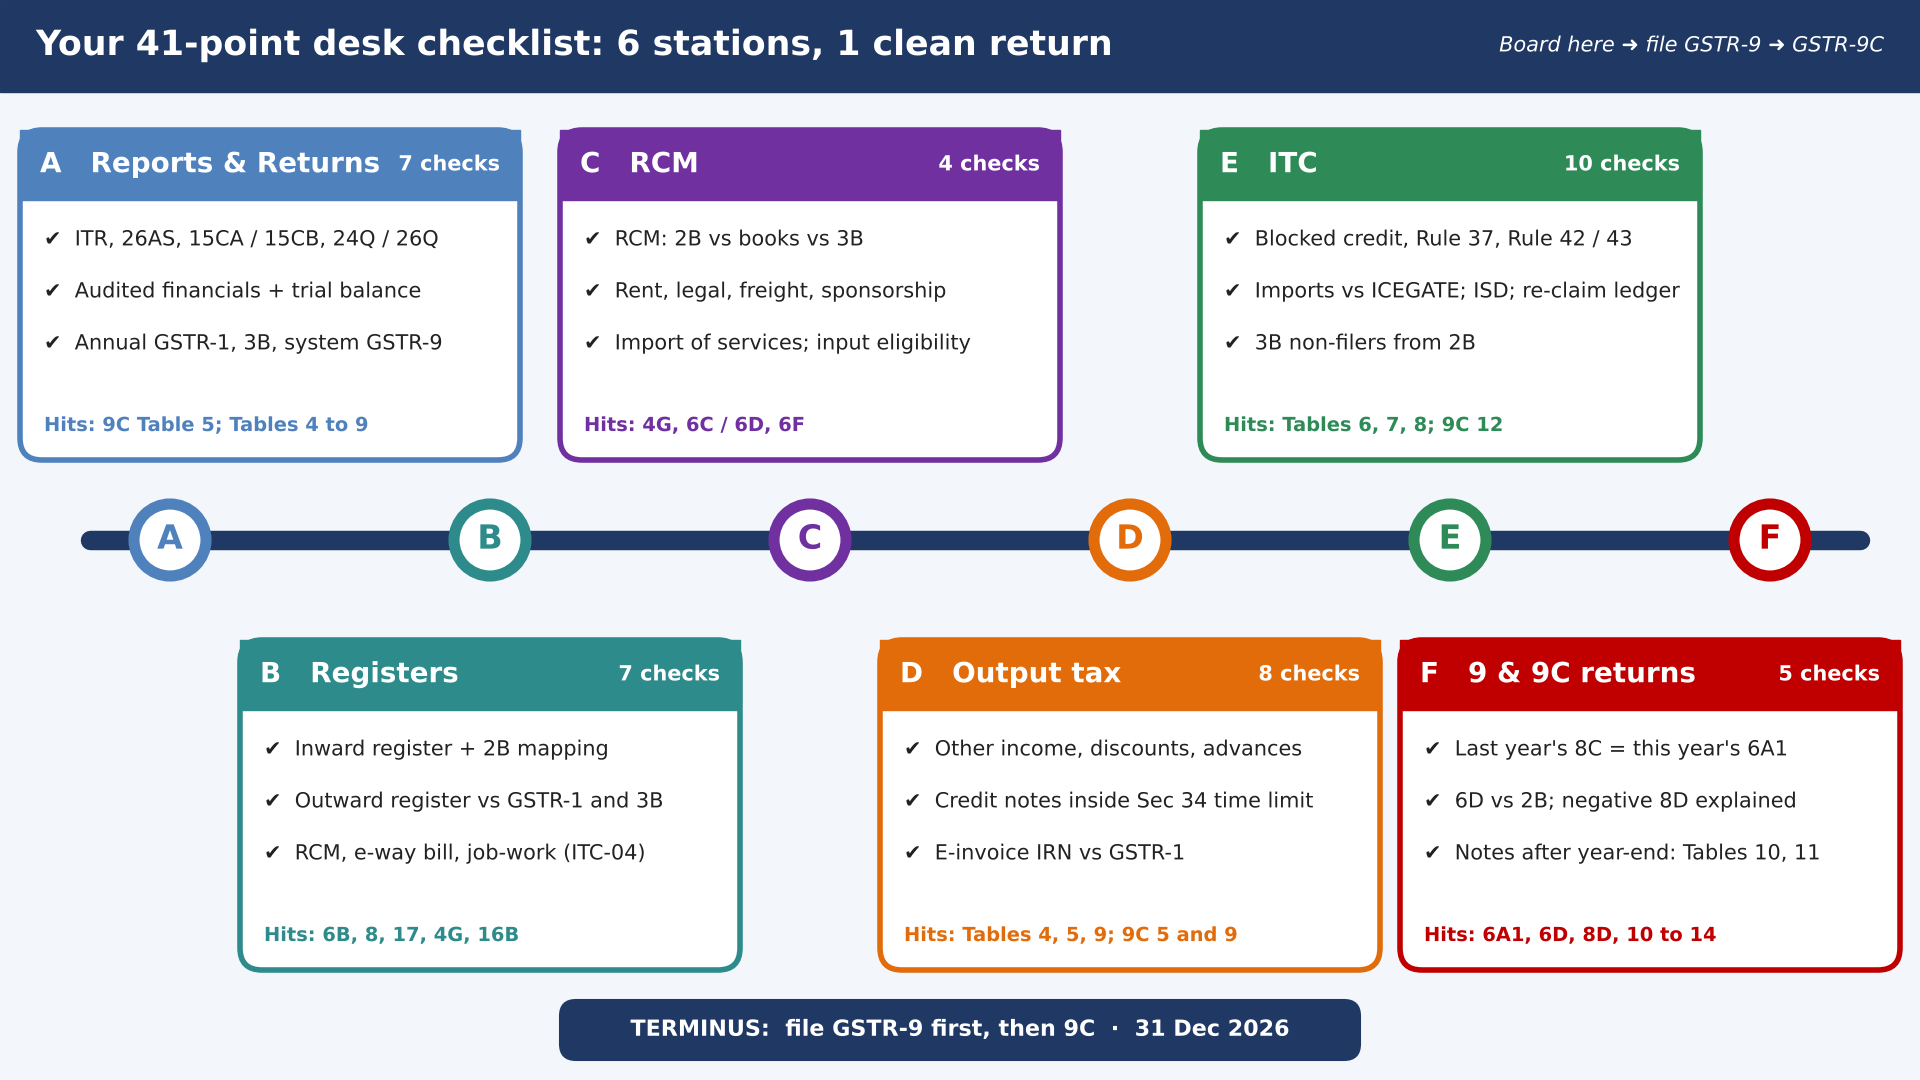 Your 41-point desk checklist: 6 stations, 1 clean return
Board here ➜ file GSTR-9 ➜ GSTR-9C
A Reports & Returns 7 checks
✔ ITR, 26AS, 15CA / 15CB, 24Q / 26Q
✔ Audited financials + trial balance
✔ Annual GSTR-1, 3B, system GSTR-9
Hits: 9C Table 5; Tables 4 to 9
C RCM 4 checks
✔ RCM: 2B vs books vs 3B
✔ Rent, legal, freight, sponsorship
✔ Import of services; input eligibility
Hits: 4G, 6C / 6D, 6F
E ITC 10 checks
✔ Blocked credit, Rule 37, Rule 42 / 43
✔ Imports vs ICEGATE; ISD; re-claim ledger
✔ 3B non-filers from 2B
Hits: Tables 6, 7, 8; 9C 12
A B C D E F
B Registers 7 checks
✔ Inward register + 2B mapping
✔ Outward register vs GSTR-1 and 3B
✔ RCM, e-way bill, job-work (ITC-04)
Hits: 6B, 8, 17, 4G, 16B
D Output tax 8 checks
✔ Other income, discounts, advances
✔ Credit notes inside Sec 34 time limit
✔ E-invoice IRN vs GSTR-1
Hits: Tables 4, 5, 9; 9C 5 and 9
F 9 & 9C returns 5 checks
✔ Last year's 8C = this year's 6A1
✔ 6D vs 2B; negative 8D explained
✔ Notes after year-end: Tables 10, 11
Hits: 6A1, 6D, 8D, 10 to 14
TERMINUS: file GSTR-9 first, then 9C · 31 Dec 2026